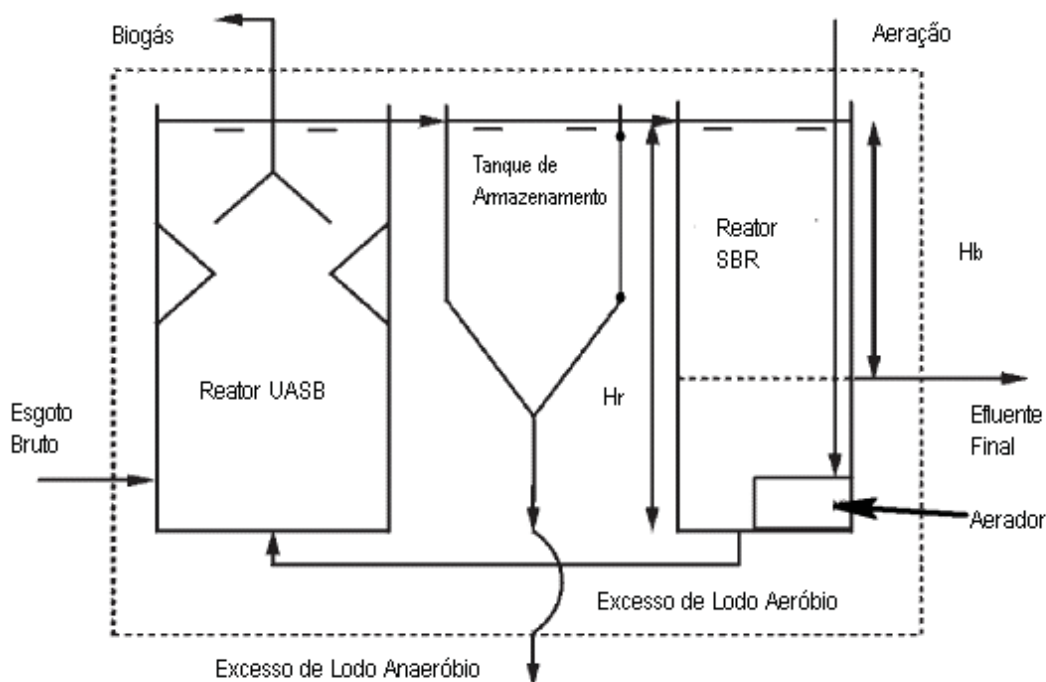 Biogás
Aeração
Tanque de
Armazenamento
Reator
SBR
Hb
Reator UASB
Hr
Esgoto
Bruto
Efluente
Final
Aerador
Excesso de Lodo Aeróbio
Excesso de Lodo Anaeróbio